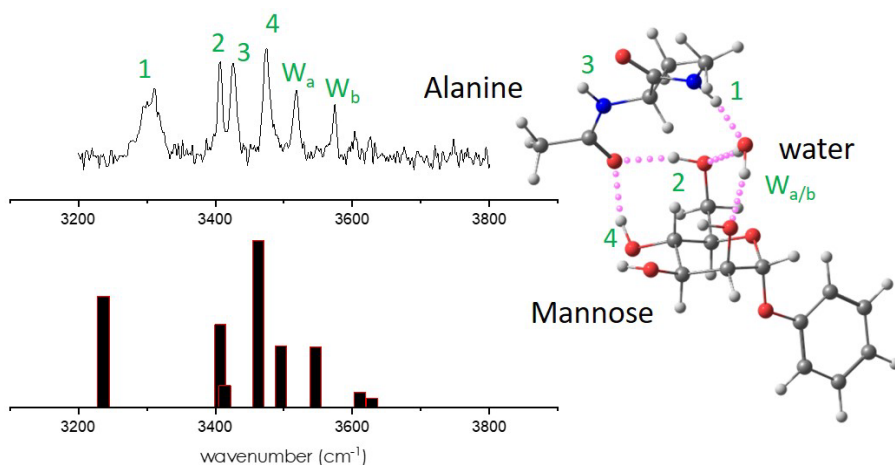 1
2
3
4
Wa
Wb
3200 3400 3600 3800
3200 3400 3600 3800
wavenumber (cm-1)
Alanine
3
1
water
2
Wa/b
4
Mannose